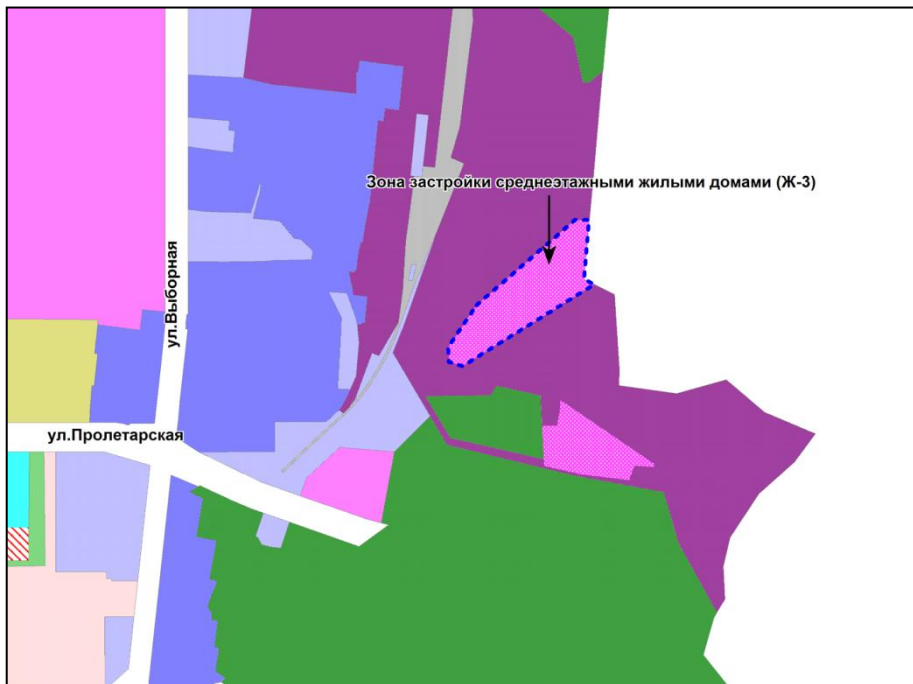 Зона застройки среднеэтажными жилыми домами (Ж-3)
ул.Выборная
ул.Пролетарская